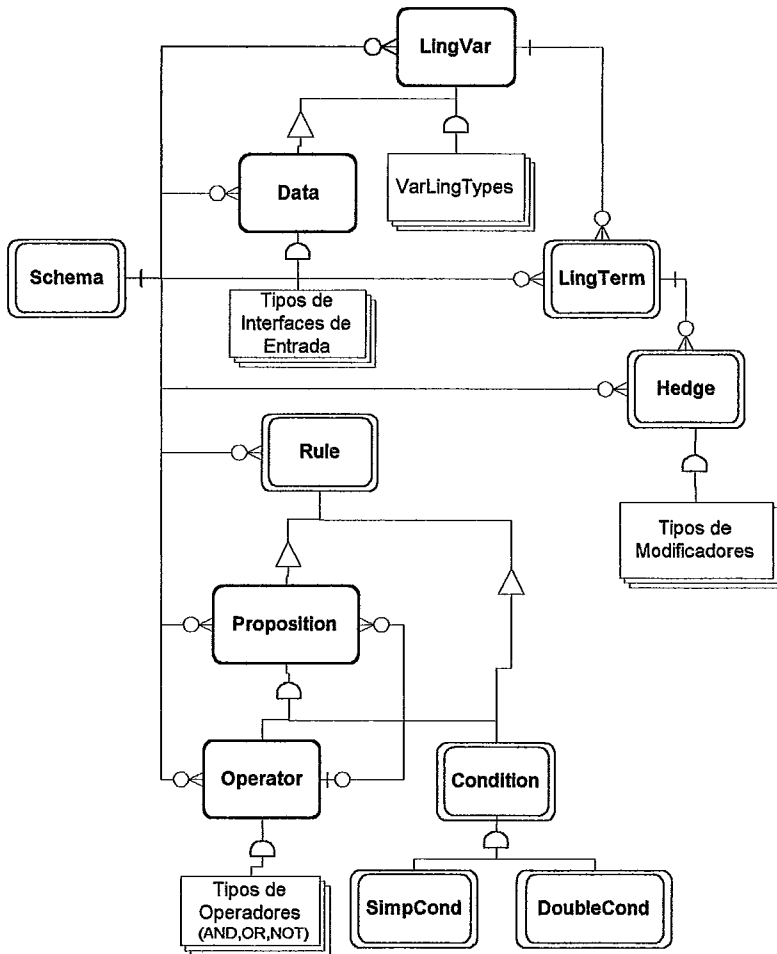 LingVar
Data
VarLingTypes
Schema
LingTerm
Tipos de
Interfaces de
Entrada
Hedge
Rule
Tipos de
Modificadores
Proposition
Operator
Condition
Tipos de
Operadores
(AND,OR,NOT)
SimpCond
DoubleCond